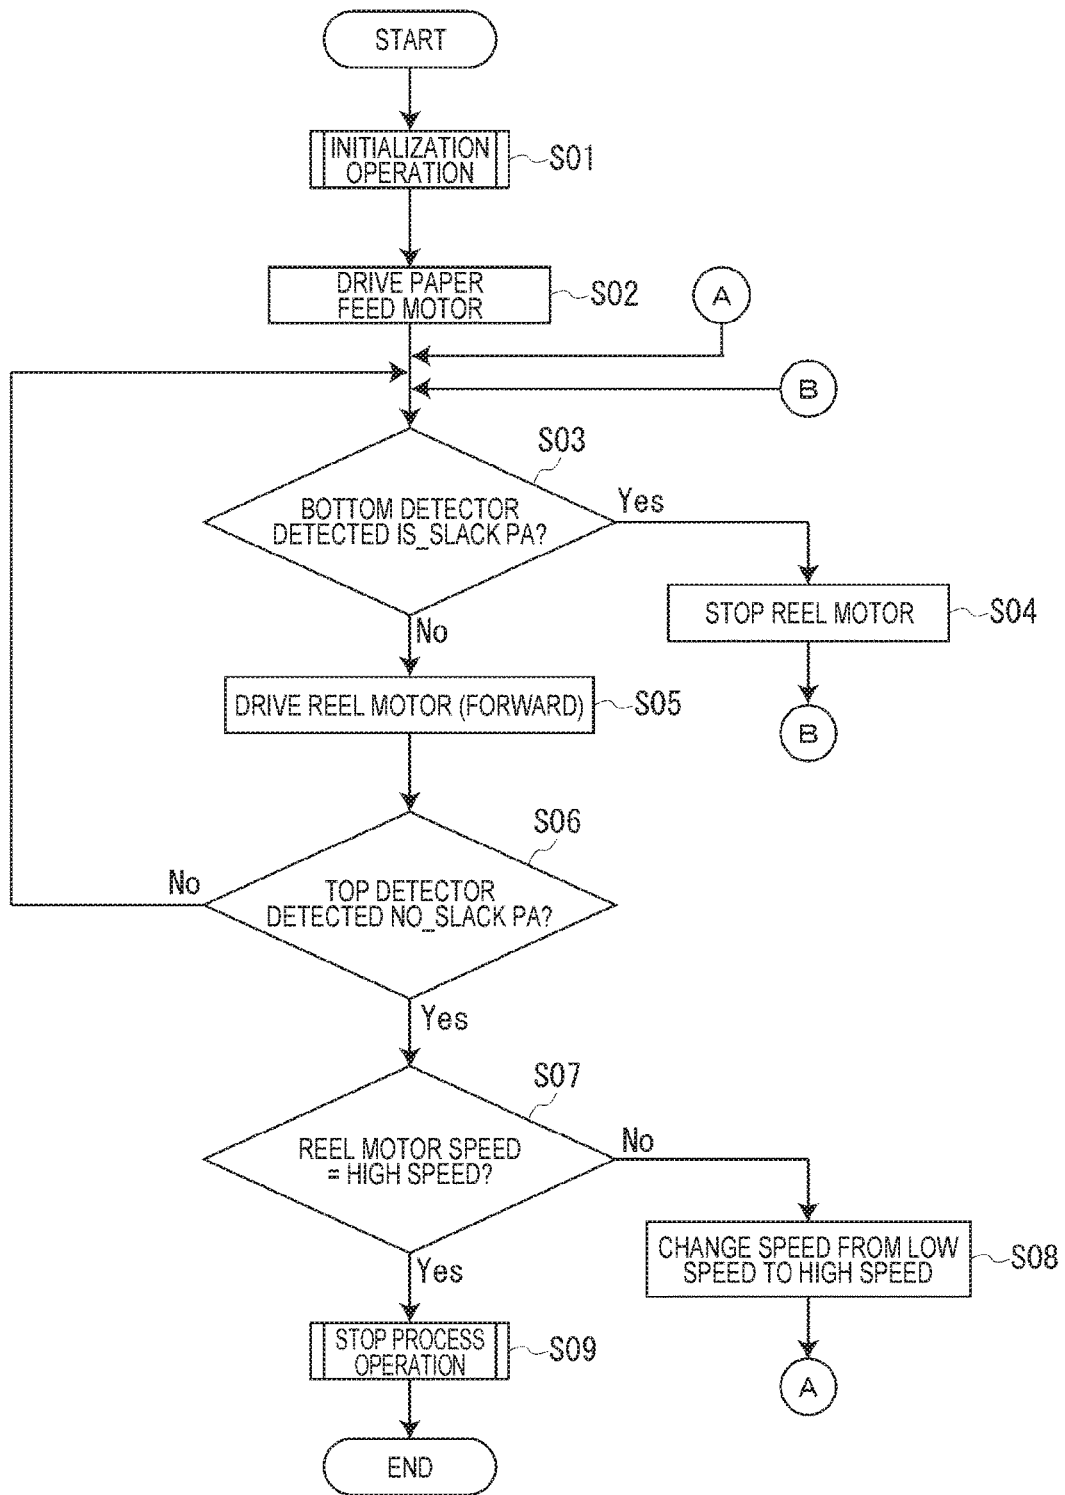 START
INITIALIZATION
OPERATION
S01
DRIVE PAPER
FEED MOTOR
S02
A
B
S03
BOTTOM DETECTOR
DETECTED IS_SLACK PA?
Yes
No
STOP REEL MOTOR
S04
B
DRIVE REEL MOTOR (FORWARD)
S05
S06
TOP DETECTOR
DETECTED NO_SLACK PA?
No
Yes
S07
REEL MOTOR SPEED
= HIGH SPEED?
No
Yes
CHANGE SPEED FROM LOW
SPEED TO HIGH SPEED
S08
A
STOP PROCESS
OPERATION
S09
END